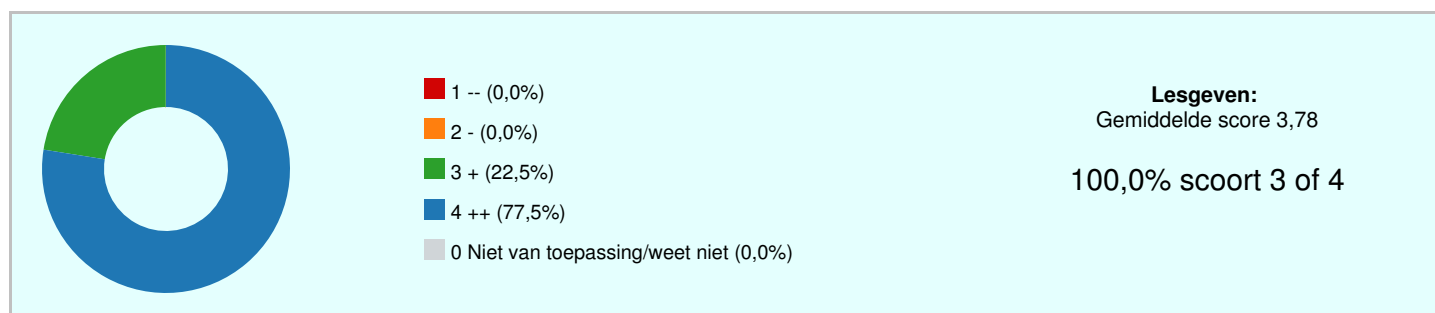 1 -- (0,0%)
2 - (0,0%)
3 + (22,5%)
4 ++ (77,5%)
0 Niet van toepassing/weet niet (0,0%)
Lesgeven:
Gemiddelde score 3,78
100,0% scoort 3 of 4